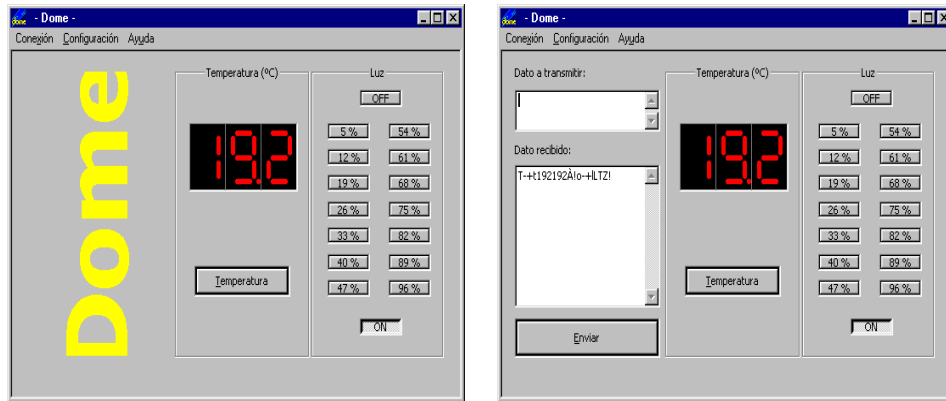 - Dome -
Conexión Configuración Ayuda
Dome
Temperatura (ºC)
19.2
Temperatura
Luz
OFF
5 % 54 %
12 % 61 %
19 % 68 %
26 % 75 %
33 % 82 %
40 % 89 %
47 % 96 %
ON
- Dome -
Conexión Configuración Ayuda
Dato a transmitir:
Dato recibido:
T-+t192192À!o-+lLTZ!
Enviar
Temperatura (ºC)
19.2
Temperatura
Luz
OFF
5 % 54 %
12 % 61 %
19 % 68 %
26 % 75 %
33 % 82 %
40 % 89 %
47 % 96 %
ON